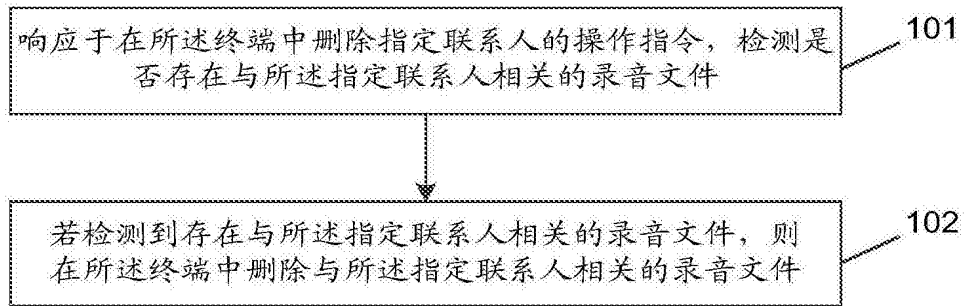 响应于在所述终端中删除指定联系人的操作指令，检测是
否存在与所述指定联系人相关的录音文件
101
若检测到存在与所述指定联系人相关的录音文件，则
在所述终端中删除与所述指定联系人相关的录音文件
102